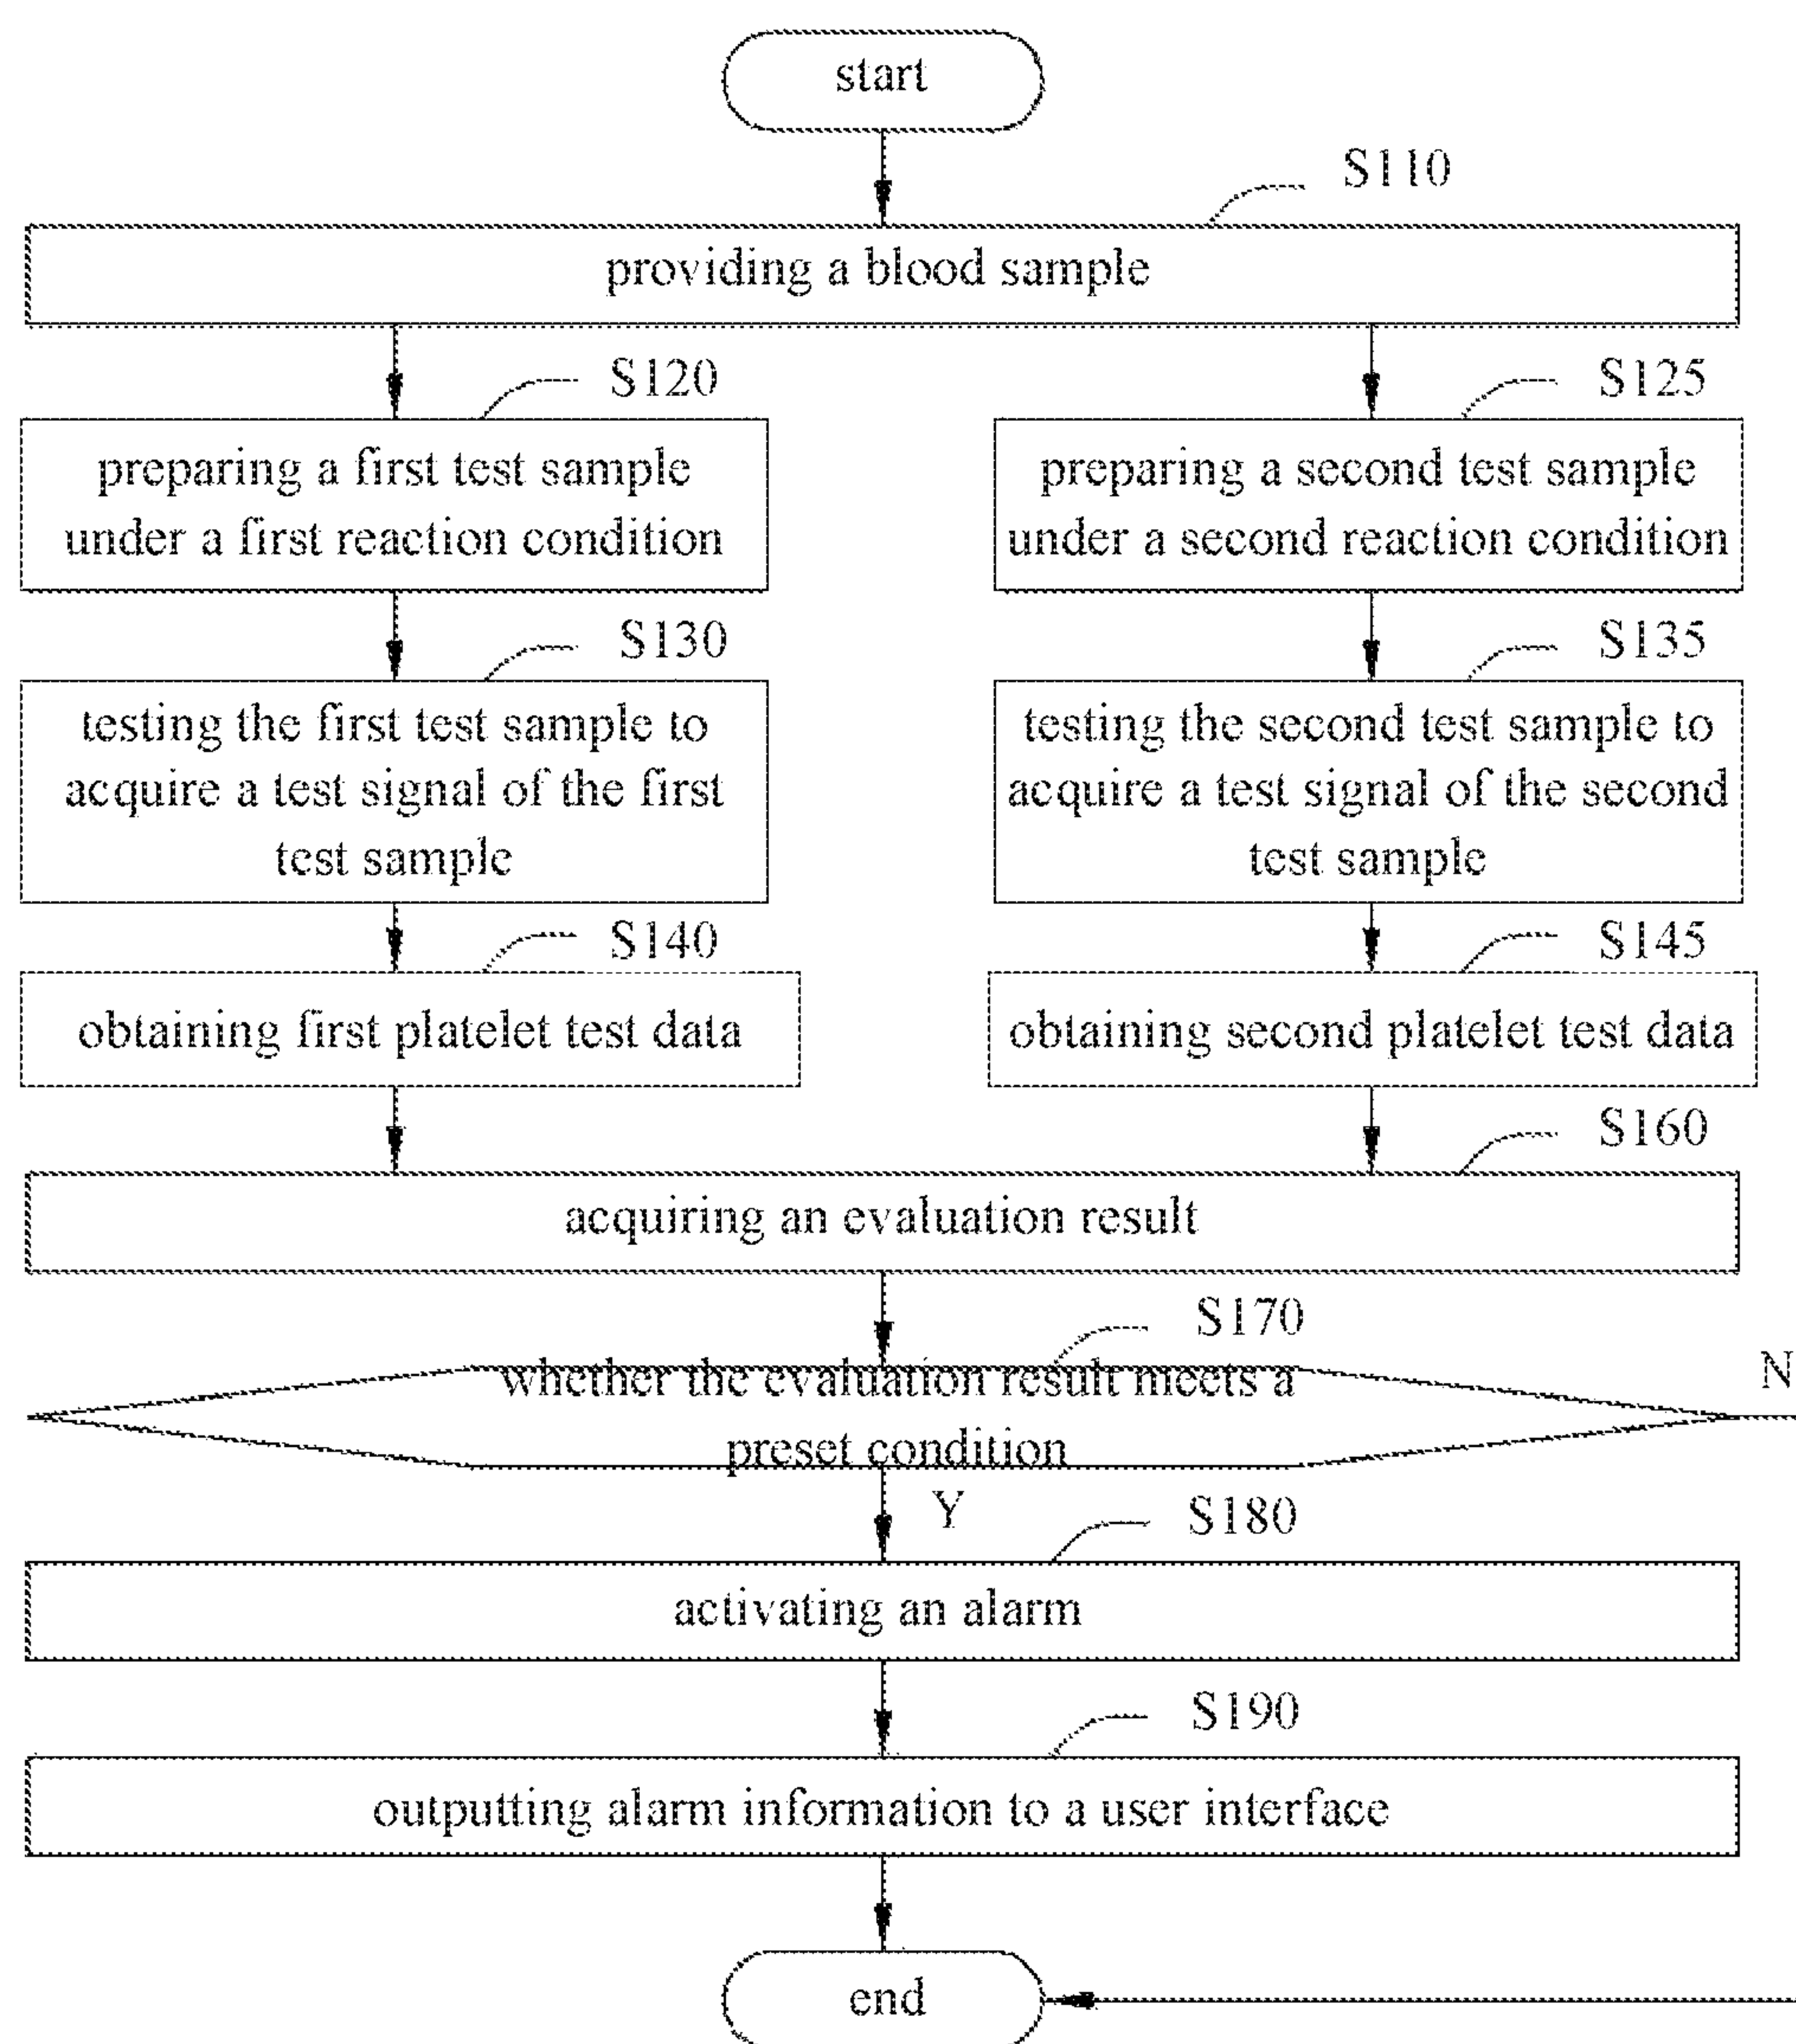 start
S110
providing a blood sample
S120
S125
preparing a first test sample
under a first reaction condition
preparing a second test sample
under a second reaction condition
S130
S135
testing the first test sample to
acquire a test signal of the first
test sample
testing the second test sample to
acquire a test signal of the second
test sample
S140
S145
obtaining first platelet test data
obtaining second platelet test data
S160
acquiring an evaluation result
S170
whether the evaluation result meets a
preset condition
N
Y
S180
activating an alarm
S190
outputting alarm information to a user interface
end